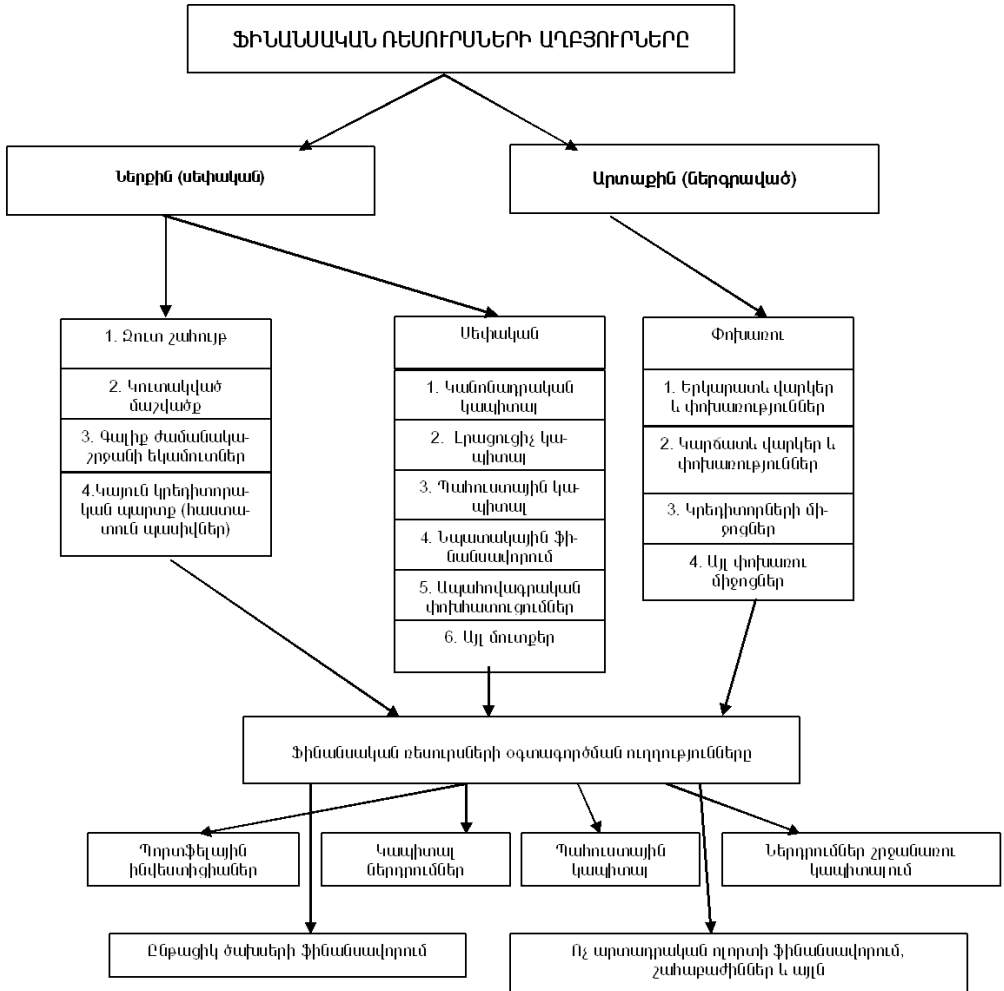 ՖԻՆԱՆՍԱԿԱՆ ՌԵՍՈՒՐՍՆԵՐԻ ԱՂԲՅՈՒՐՆԵՐԸ
Ներքին (սեփական)
Արտաքին (ներգրաված)
1. Զուտ շահույթ
2. Կուտակված
մաշվածք
3. Գալիք ժամանակա-
շրջանի եկամուտներ
4.Կայուն կրեդիտորա-
կան պարտք (հաստա-
տուն պասիվներ)
Սեփական
1. Կանոնադրական
կապիտալ
2. Լրացուցիչ կա-
պիտալ
3. Պահուստային կա-
պիտալ
4. Նպատակային ֆի-
նանսավորում
5. Ապահովագրական
փոխհատուցումներ
6. Այլ մուտքեր
Փոխառու
1. Երկարատև վարկեր
և փոխառություններ
2. Կարճատև վարկեր և
փոխառություններ
3. Կրեդիտորների մի-
ջոցներ
4. Այլ փոխառու
միջոցներ
Ֆինանսական ռեսուրսների օգտագործման ուղղությունները
Պորտֆելային
ինվեստիցիաներ
Կապիտալ
ներդրումներ
Պահուստային
կապիտալ
Ներդրումներ շրջանառու
կապիտալում
Ընթացիկ ծախսերի ֆինանսավորում
Ոչ արտադրական ոլորտի ֆինանսավորում,
շահաբաժիններ և այլն